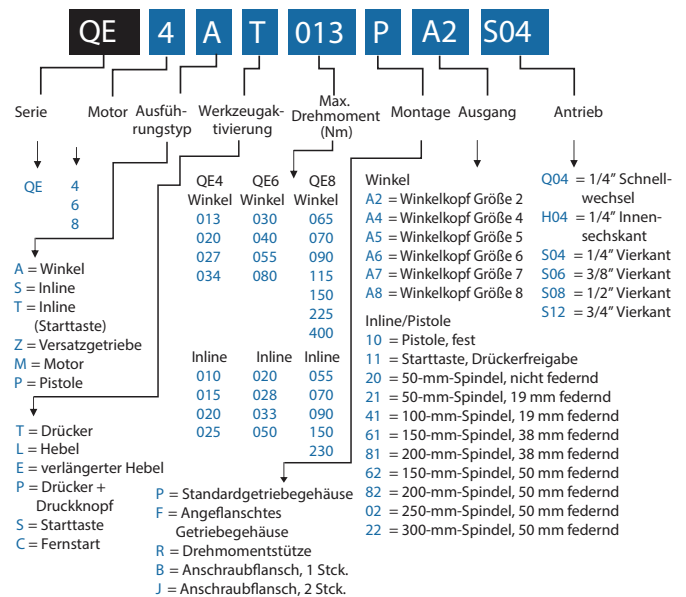 QE 4 A T 013 P A2 S04
Serie
Motor
Ausfüh-
rungstyp
Werkzeugak-
tivierung
Max.
Drehmoment
(Nm)
Montage
Ausgang
Antrieb
QE
4
6
8
A = Winkel
S = Inline
T = Inline
(Starttaste)
Z = Versatzgetriebe
M = Motor
P = Pistole
T = Drücker
L = Hebel
E = verlängerter Hebel
P = Drücker +
Druckknopf
S = Starttaste
C = Fernstart
QE4 QE6 QE8
Winkel Winkel Winkel
013 030 065
020 040 070
027 055 090
034 080 115
150
225
400
Inline Inline Inline
010 020 055
015 028 070
020 033 090
025 050 150
230
P = Standardgetriebegehäuse
F = Angeflanschtes
Getriebegehäuse
R = Drehmomentstütze
B = Anschraubflansch, 1 Stck.
J = Anschraubflansch, 2 Stck.
Winkel
A2 = Winkelkopf Größe 2
A4 = Winkelkopf Größe 4
A5 = Winkelkopf Größe 5
A6 = Winkelkopf Größe 6
A7 = Winkelkopf Größe 7
A8 = Winkelkopf Größe 8
Inline/Pistole
10 = Pistole, fest
11 = Starttaste, Drückerfreigabe
20 = 50-mm-Spindel, nicht federnd
21 = 50-mm-Spindel, 19 mm federnd
41 = 100-mm-Spindel, 19 mm federnd
61 = 150-mm-Spindel, 38 mm federnd
81 = 200-mm-Spindel, 38 mm federnd
62 = 150-mm-Spindel, 50 mm federnd
82 = 200-mm-Spindel, 50 mm federnd
02 = 250-mm-Spindel, 50 mm federnd
22 = 300-mm-Spindel, 50 mm federnd
Q04 = 1/4” Schnell-
wechsel
H04 = 1/4” Innen-
sechskant
S04 = 1/4” Vierkant
S06 = 3/8” Vierkant
S08 = 1/2” Vierkant
S12 = 3/4” Vierkant